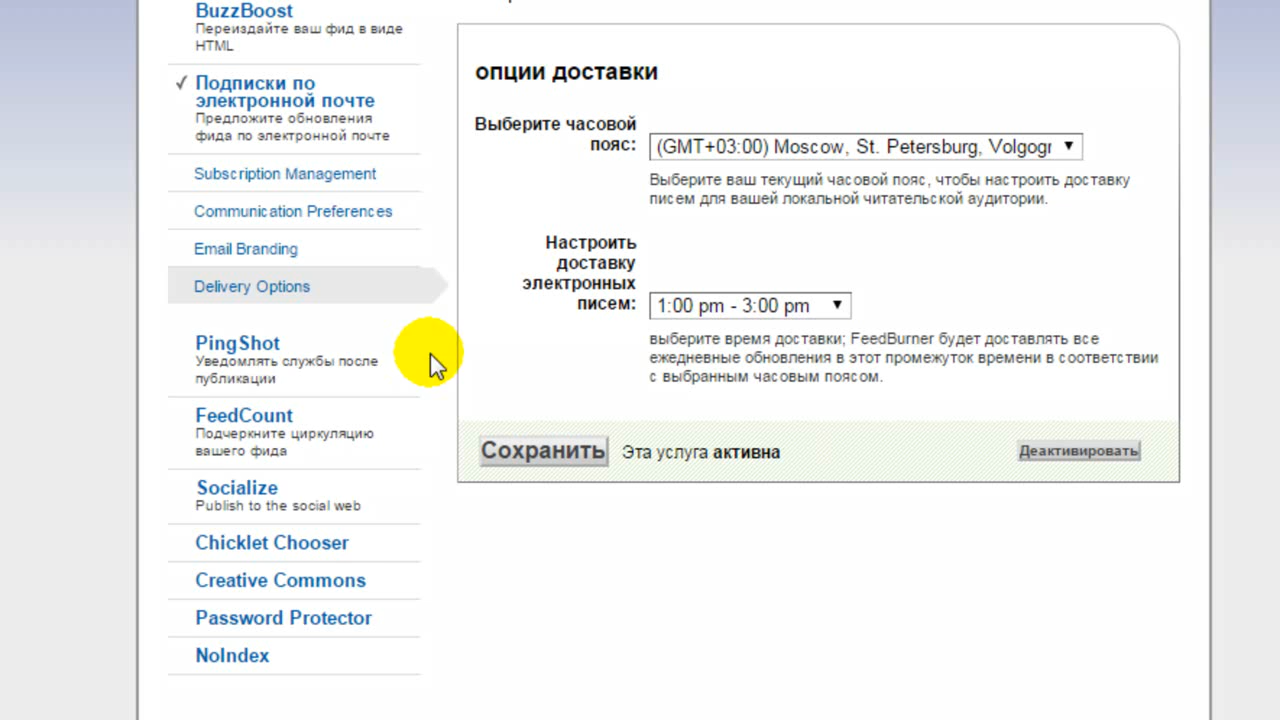 BuzzBoost
Переиздайте ваш фид в виде
HTML
Подписки по
электронной почте
Предложите обновления
фида по электронной почте
Subscription Management
Communication Preferences
Email Branding
Delivery Options
PingShot
Уведомлять службы после
публикации
FeedCount
Подчеркните циркуляцию
вашего фида
Socialize
Publish to the social web
Chicklet Chooser
Creative Commons
Password Protector
NoIndex
опции доставки
Выберите часовой
пояс:
(GMT+03:00) Moscow, St. Petersburg, Volgogr
Выберите ваш текущий часовой пояс, чтобы настроить доставку
писем для вашей локальной читательской аудитории.
Настроить
доставку
электронных
писем:
1:00 pm - 3:00 pm
выберите время доставки; FeedBurner будет доставлять все
ежедневные обновления в этот промежуток времени в соответствии
с выбранным часовым поясом.
Сохранить Эта услуга активна Деактивировать